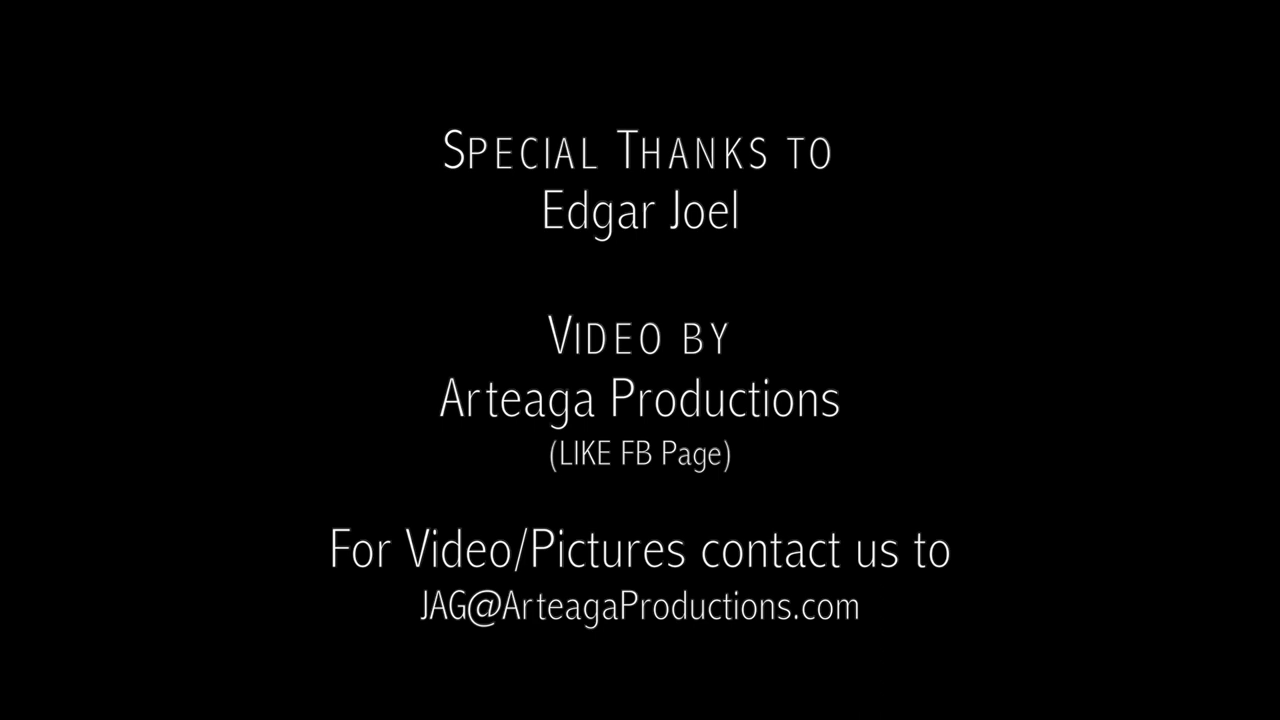 SPECIAL THANKS TO
Edgar Joel
VIDEO BY
Arteaga Productions
(LIKE FB Page)
For Video/Pictures contact us to
JAG@ArteagaProductions.com